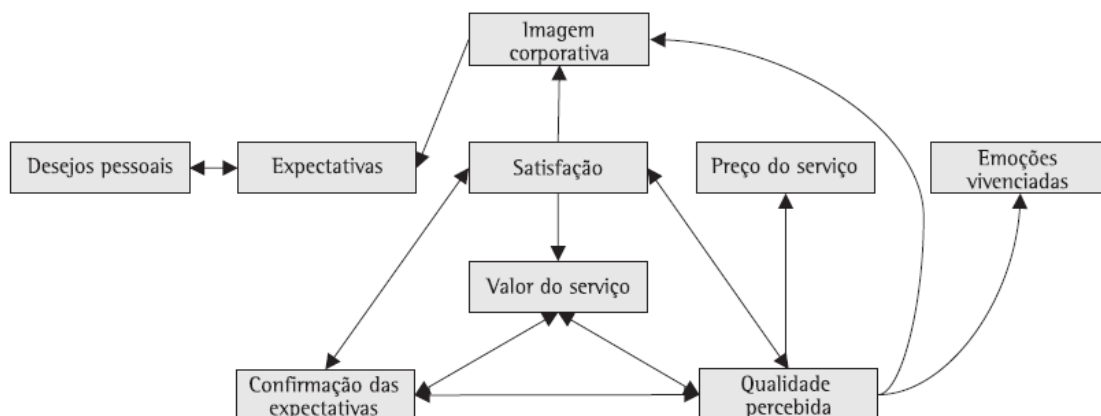 Imagem
corporativa
Desejos pessoais
Expectativas
Satisfação
Preço do serviço
Emoções
vivenciadas
Valor do serviço
Confirmação das
expectativas
Qualidade
percebida